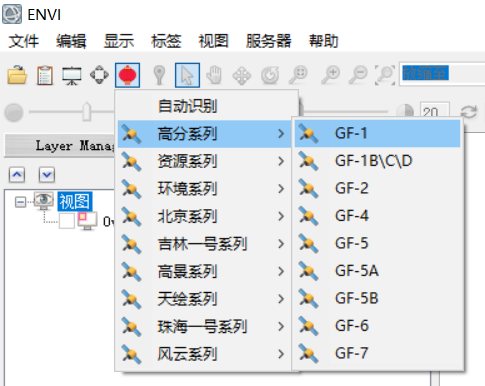 ENVI
文件 编辑 显示 标签 视图 服务器 帮助
20
自动识别
Layer Mana
高分系列
资源系列
环境系列
北京系列
吉林一号系列
高景系列
天绘系列
珠海一号系列
风云系列
GF-1
GF-1B\C\D
GF-2
GF-4
GF-5
GF-5A
GF-5B
GF-6
GF-7
视图
Ov